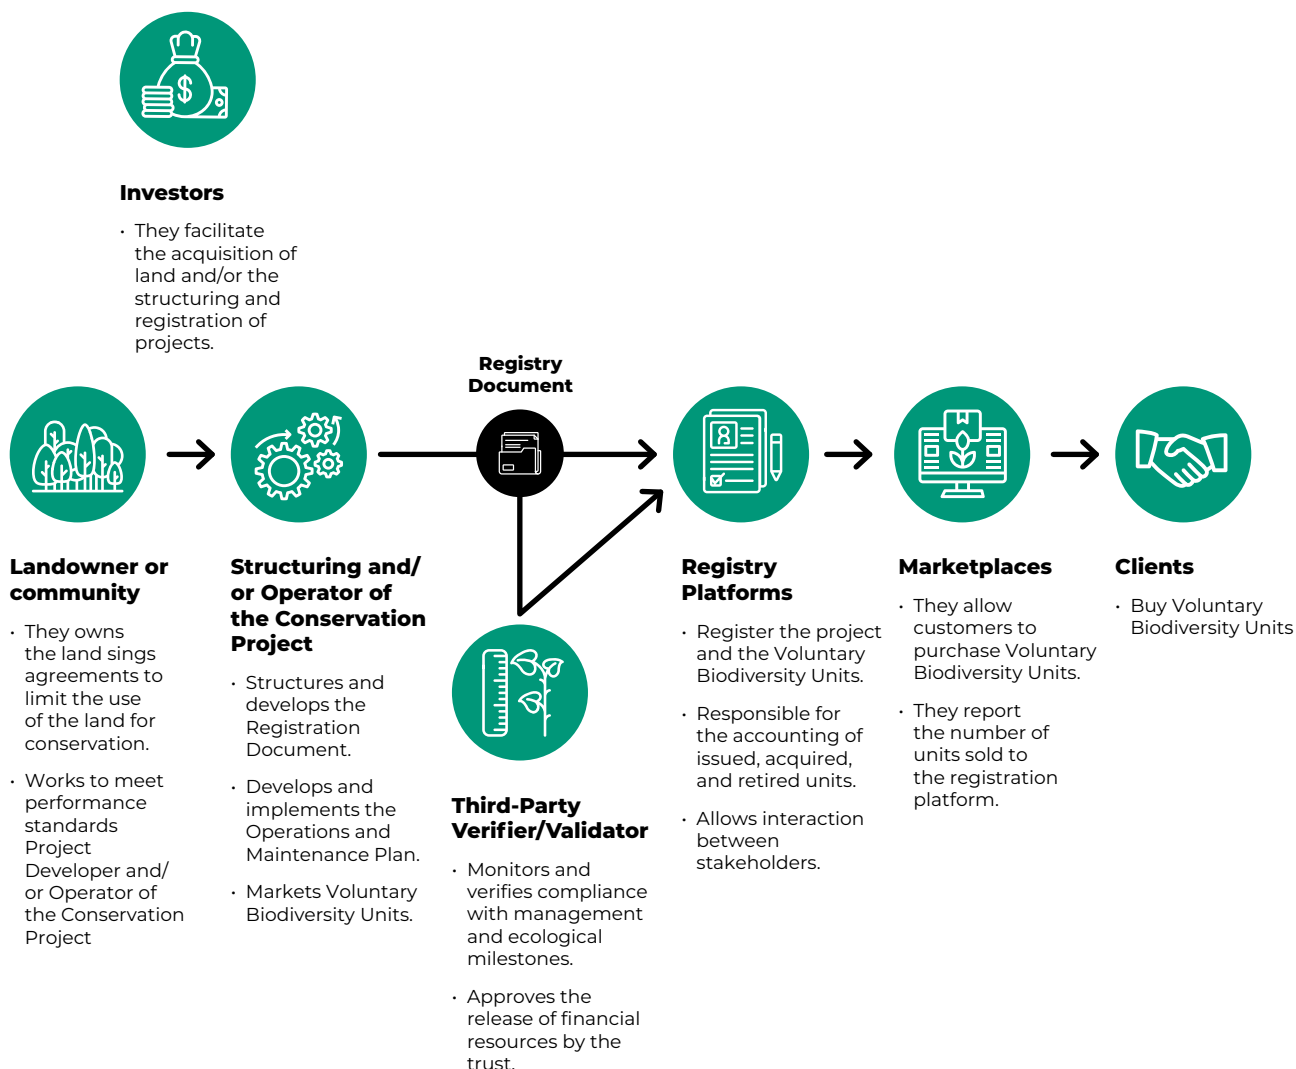 $
Investors
· They facilitate
the acquisition of
land and/or the
structuring and
registration of
projects.
Registry
Document
Landowner or
community
· They owns
the land sings
agreements to
limit the use
of the land for
conservation.
· Works to meet
performance
standards
Project
Developer and/
or Operator of
the Conservation
Project
Structuring and/
or Operator of
the Conservation
Project
· Structures and
develops the
Registration
Document.
· Develops and
implements the
Operations and
Maintenance Plan.
· Markets Voluntary
Biodiversity Units.
Third-Party
Verifier/Validator
· Monitors and
verifies compliance
with management
and ecological
milestones.
· Approves the
release of financial
resources by the
trust.
Registry
Platforms
· Register the project
and the Voluntary
Biodiversity Units.
· Responsible for
the accounting of
issued, acquired,
and retired units.
· Allows interaction
between
stakeholders.
Marketplaces
· They allow
customers to
purchase Voluntary
Biodiversity Units.
· They report
the number of
units sold to
the registration
platform.
Clients
· Buy Voluntary
Biodiversity Units